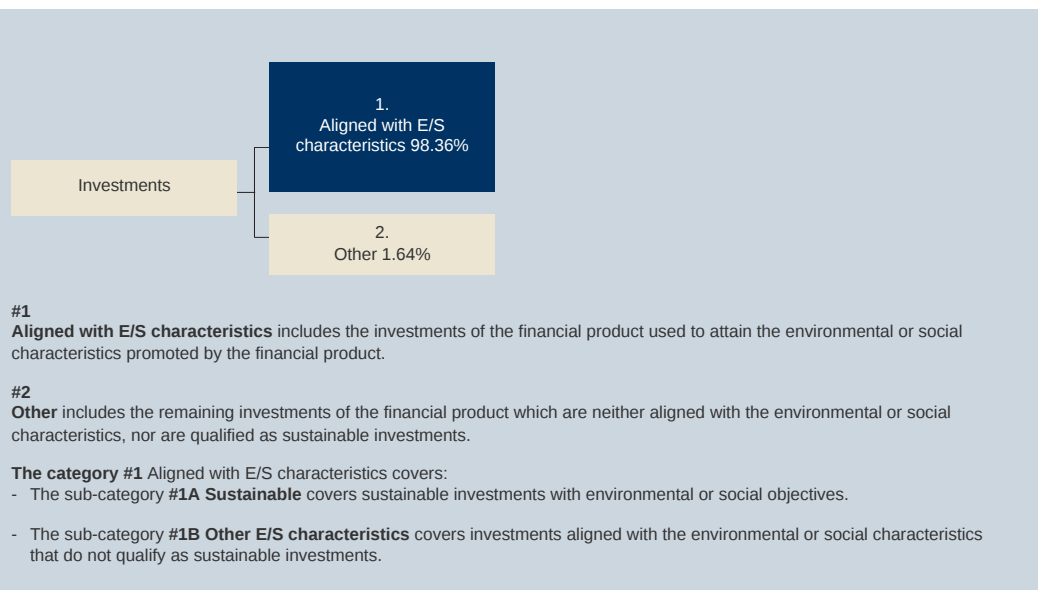 1.
Aligned with E/S
characteristics 98.36%
Investments
2.
Other 1.64%
#1
Aligned with E/S characteristics includes the investments of the financial product used to attain the environmental or social
characteristics promoted by the financial product.
#2
Other includes the remaining investments of the financial product which are neither aligned with the environmental or social
characteristics, nor are qualified as sustainable investments.
The category #1 Aligned with E/S characteristics covers:
- The sub-category #1A Sustainable covers sustainable investments with environmental or social objectives.
- The sub-category #1B Other E/S characteristics covers investments aligned with the environmental or social characteristics
that do not qualify as sustainable investments.